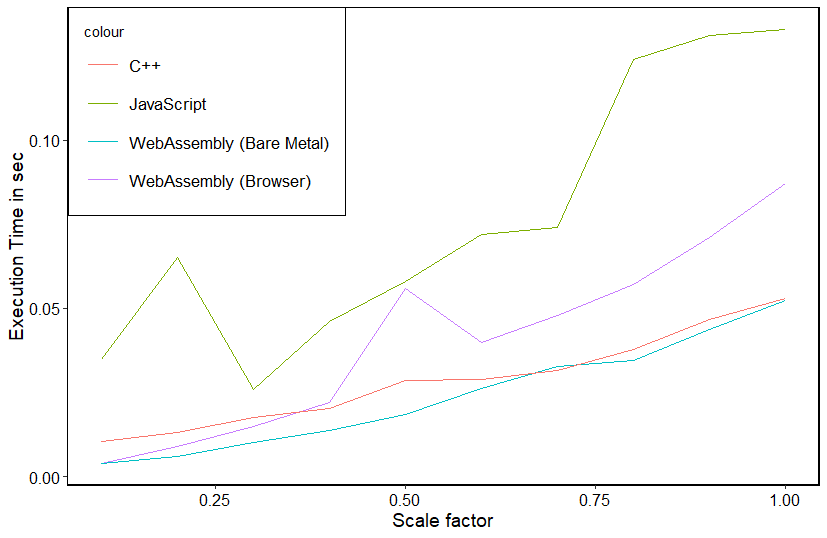 colour
C++
JavaScript
WebAssembly (Bare Metal)
WebAssembly (Browser)
0.10
0.05
0.00
Execution Time in sec
0.25 0.50 0.75 1.00
Scale factor